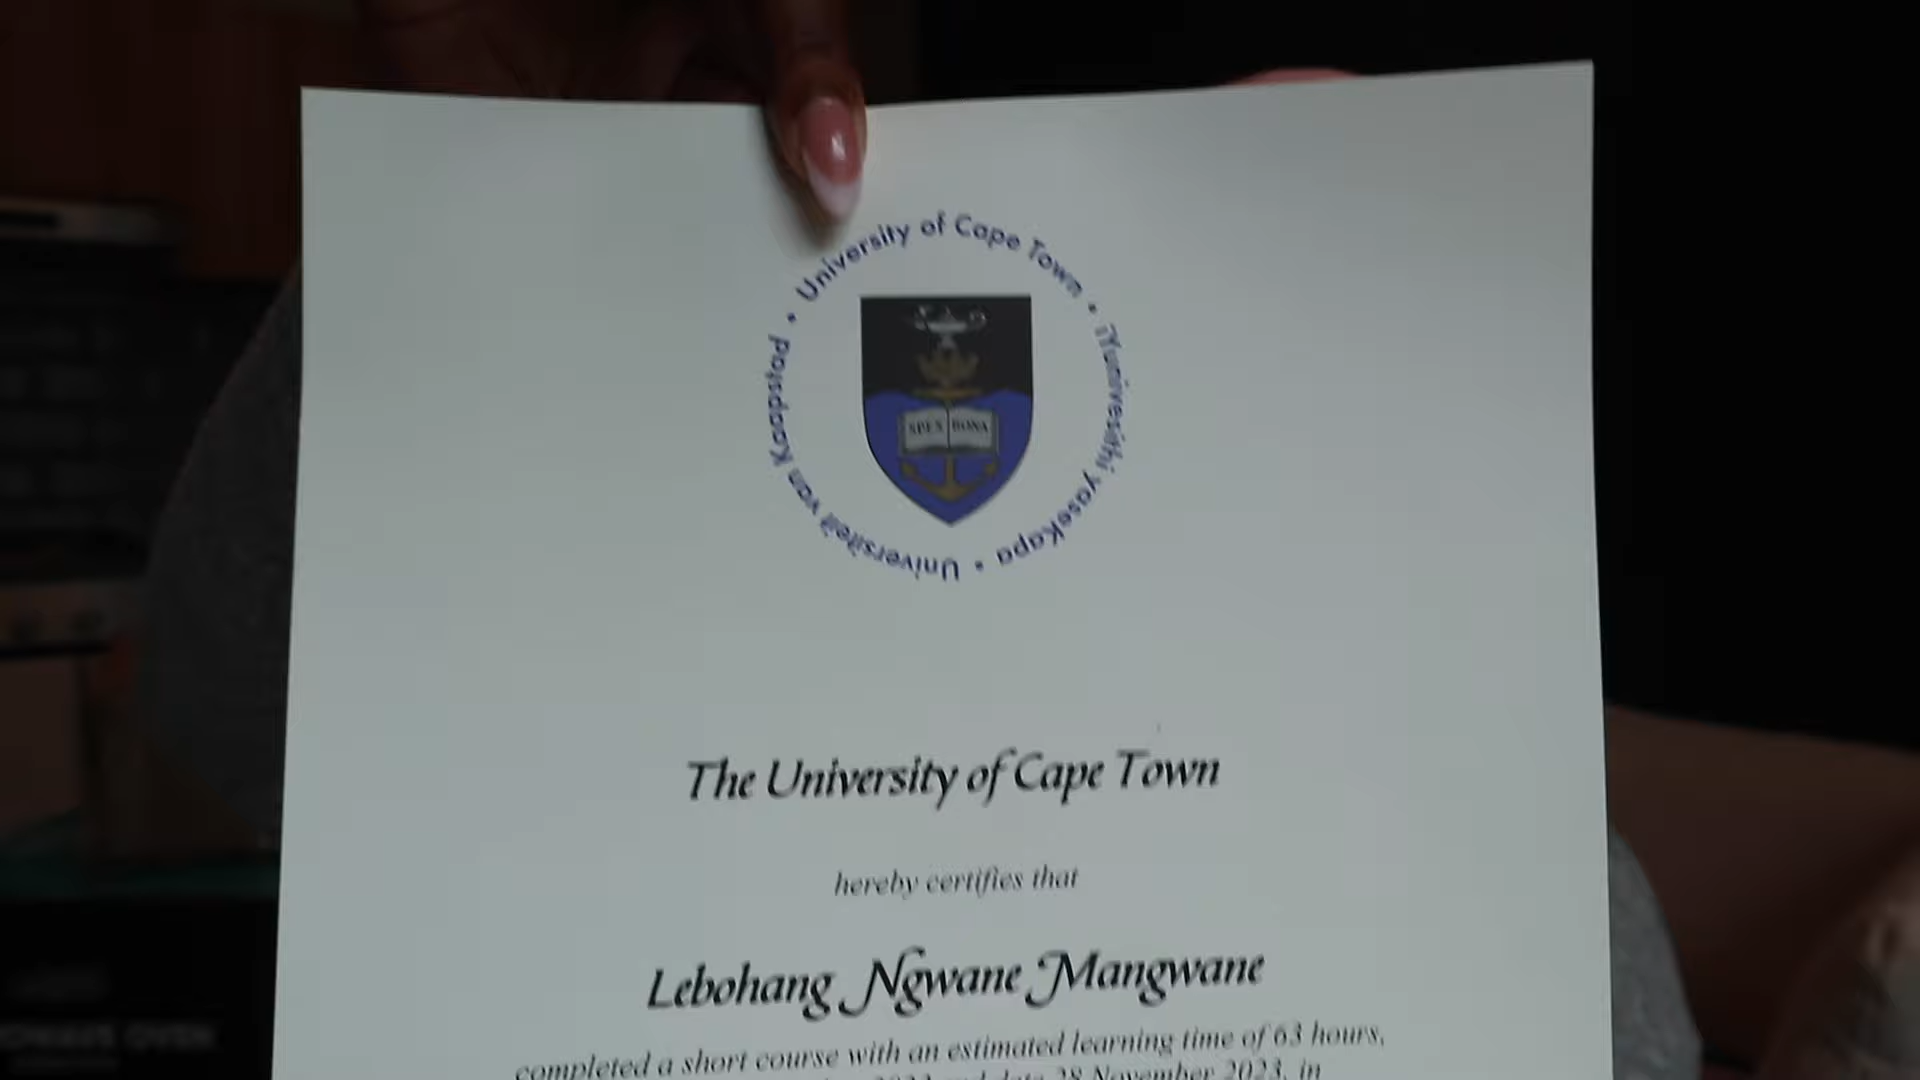 University of Cape Town • iYunivesithi yaseKapa • Universiteit van Kaapstad •
SPES BONA
The University of Cape Town
hereby certifies that
Lebohang Ngwane Mangwane
completed a short course with an estimated learning time of 63 hours,
28 November 2023, in
OVEN